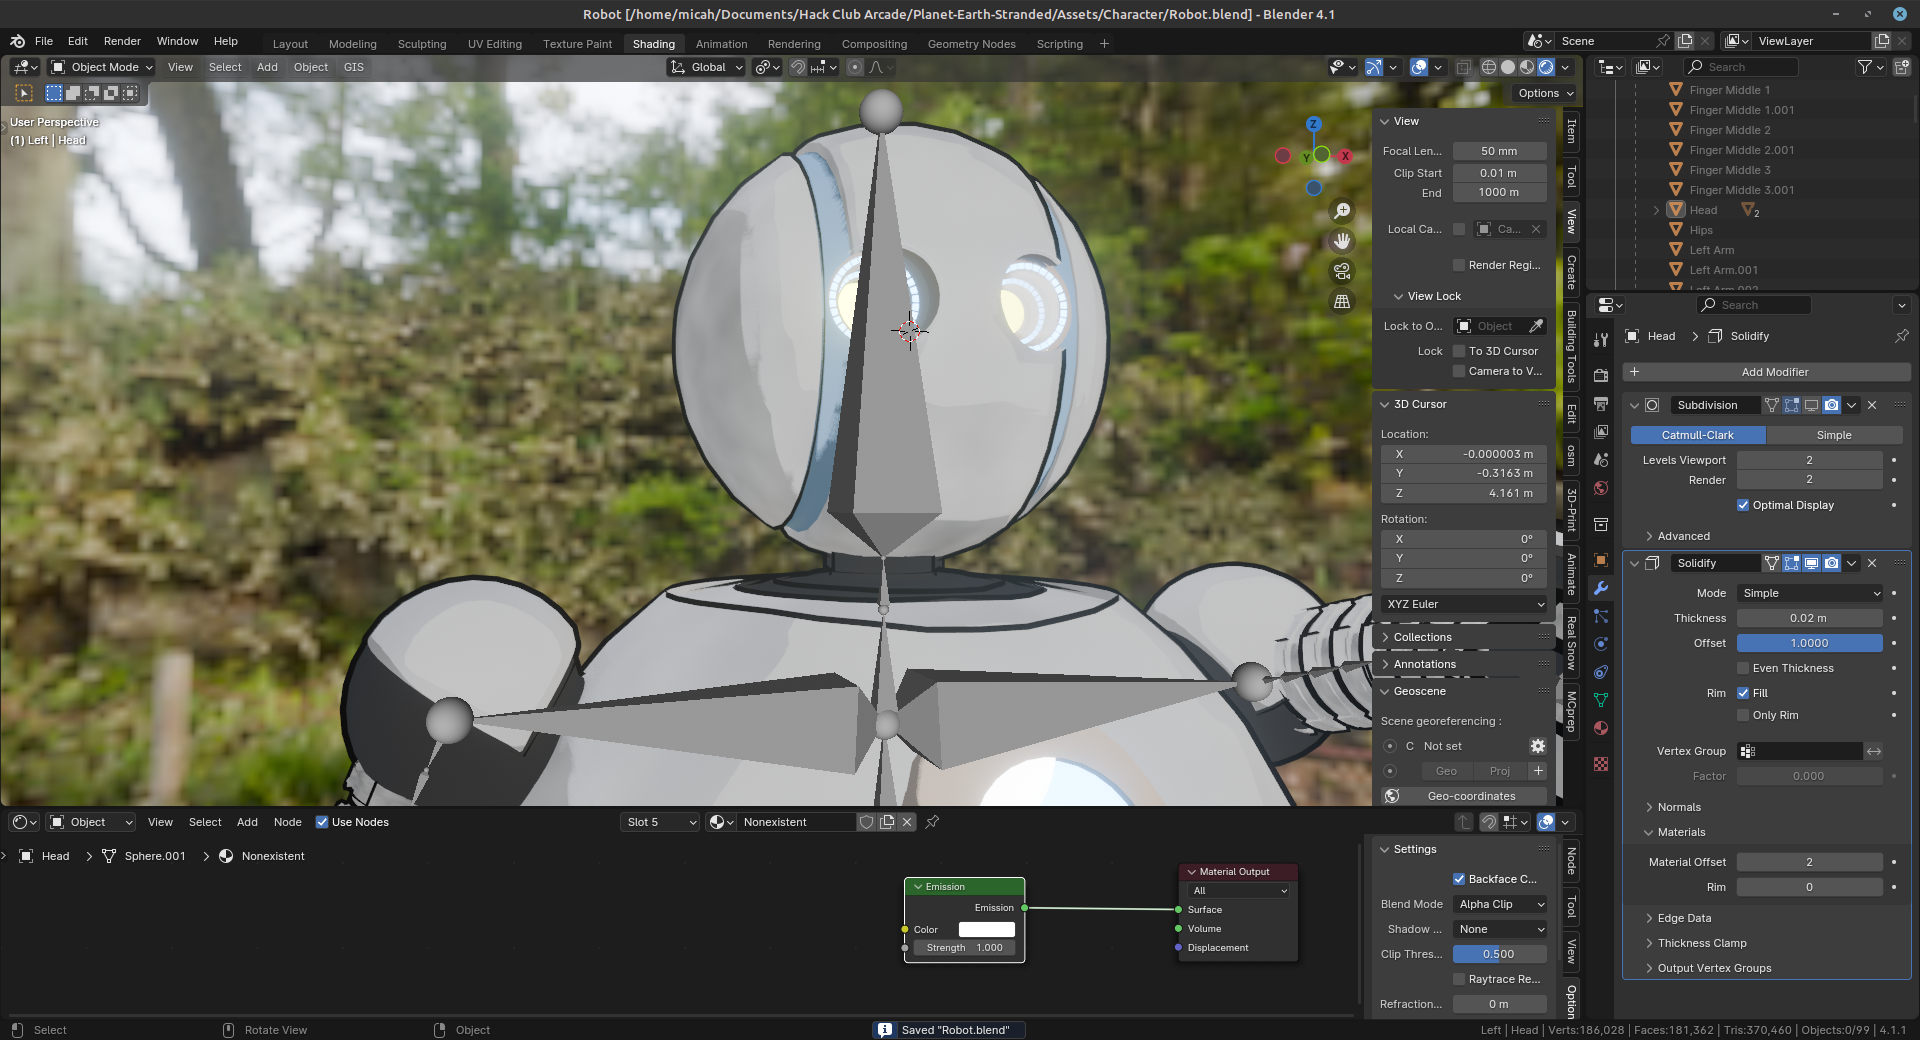 Robot [/home/micah/Documents/Hack Club Arcade/Planet-Earth-Stranded/Assets/Character/Robot.blend] - Blender 4.1
File Edit Render Window Help Layout Modeling Sculpting UV Editing Texture Paint Shading Animation Rendering Compositing Geometry Nodes Scripting + Scene ViewLayer
Object Mode View Select Add Object GIS Global Search
Options
User Perspective
(1) Left | Head
Z
Y
X
View
Focal Len... 50 mm
Clip Start 0.01 m
End 1000 m
Local Ca... Ca...
Render Regi...
View Lock
Lock to O... Object
Lock To 3D Cursor
Camera to V...
3D Cursor
Location:
X -0.000003 m
Y -0.3163 m
Z 4.161 m
Rotation:
X 0°
Y 0°
Z 0°
XYZ Euler
Collections
Annotations
Geoscene
Scene georeferencing :
C Not set
Geo Proj +
Geo-coordinates
Item
Tool
View
Create
Building Tools
Edit
osm
3D-Print
Animate
Real Snow
MCprep
Finger Middle 1
Finger Middle 1.001
Finger Middle 2
Finger Middle 2.001
Finger Middle 3
Finger Middle 3.001
Head 2
Hips
Left Arm
Left Arm.001
Left Arm.002
Search
Head > Solidify
+ Add Modifier
Subdivision
Catmull-Clark Simple
Levels Viewport 2
Render 2
Optimal Display
Advanced
Solidify
Mode Simple
Thickness 0.02 m
Offset 1.0000
Even Thickness
Rim Fill
Only Rim
Vertex Group
Factor 0.000
Normals
Materials
Material Offset 2
Rim 0
Edge Data
Thickness Clamp
Output Vertex Groups
Object View Select Add Node Use Nodes Slot 5 Nonexistent
Head > Sphere.001 > Nonexistent
Emission
Emission
Color
Strength 1.000
Material Output
All
Surface
Volume
Displacement
Settings
Backface C...
Blend Mode Alpha Clip
Shadow ... None
Clip Thres... 0.500
Raytrace Re...
Refraction... 0 m
Node
Tool
View
Option
Select Rotate View Object Saved "Robot.blend" Left | Head | Verts:186,028 | Faces:181,362 | Tris:370,460 | Objects:0/99 | 4.1.1